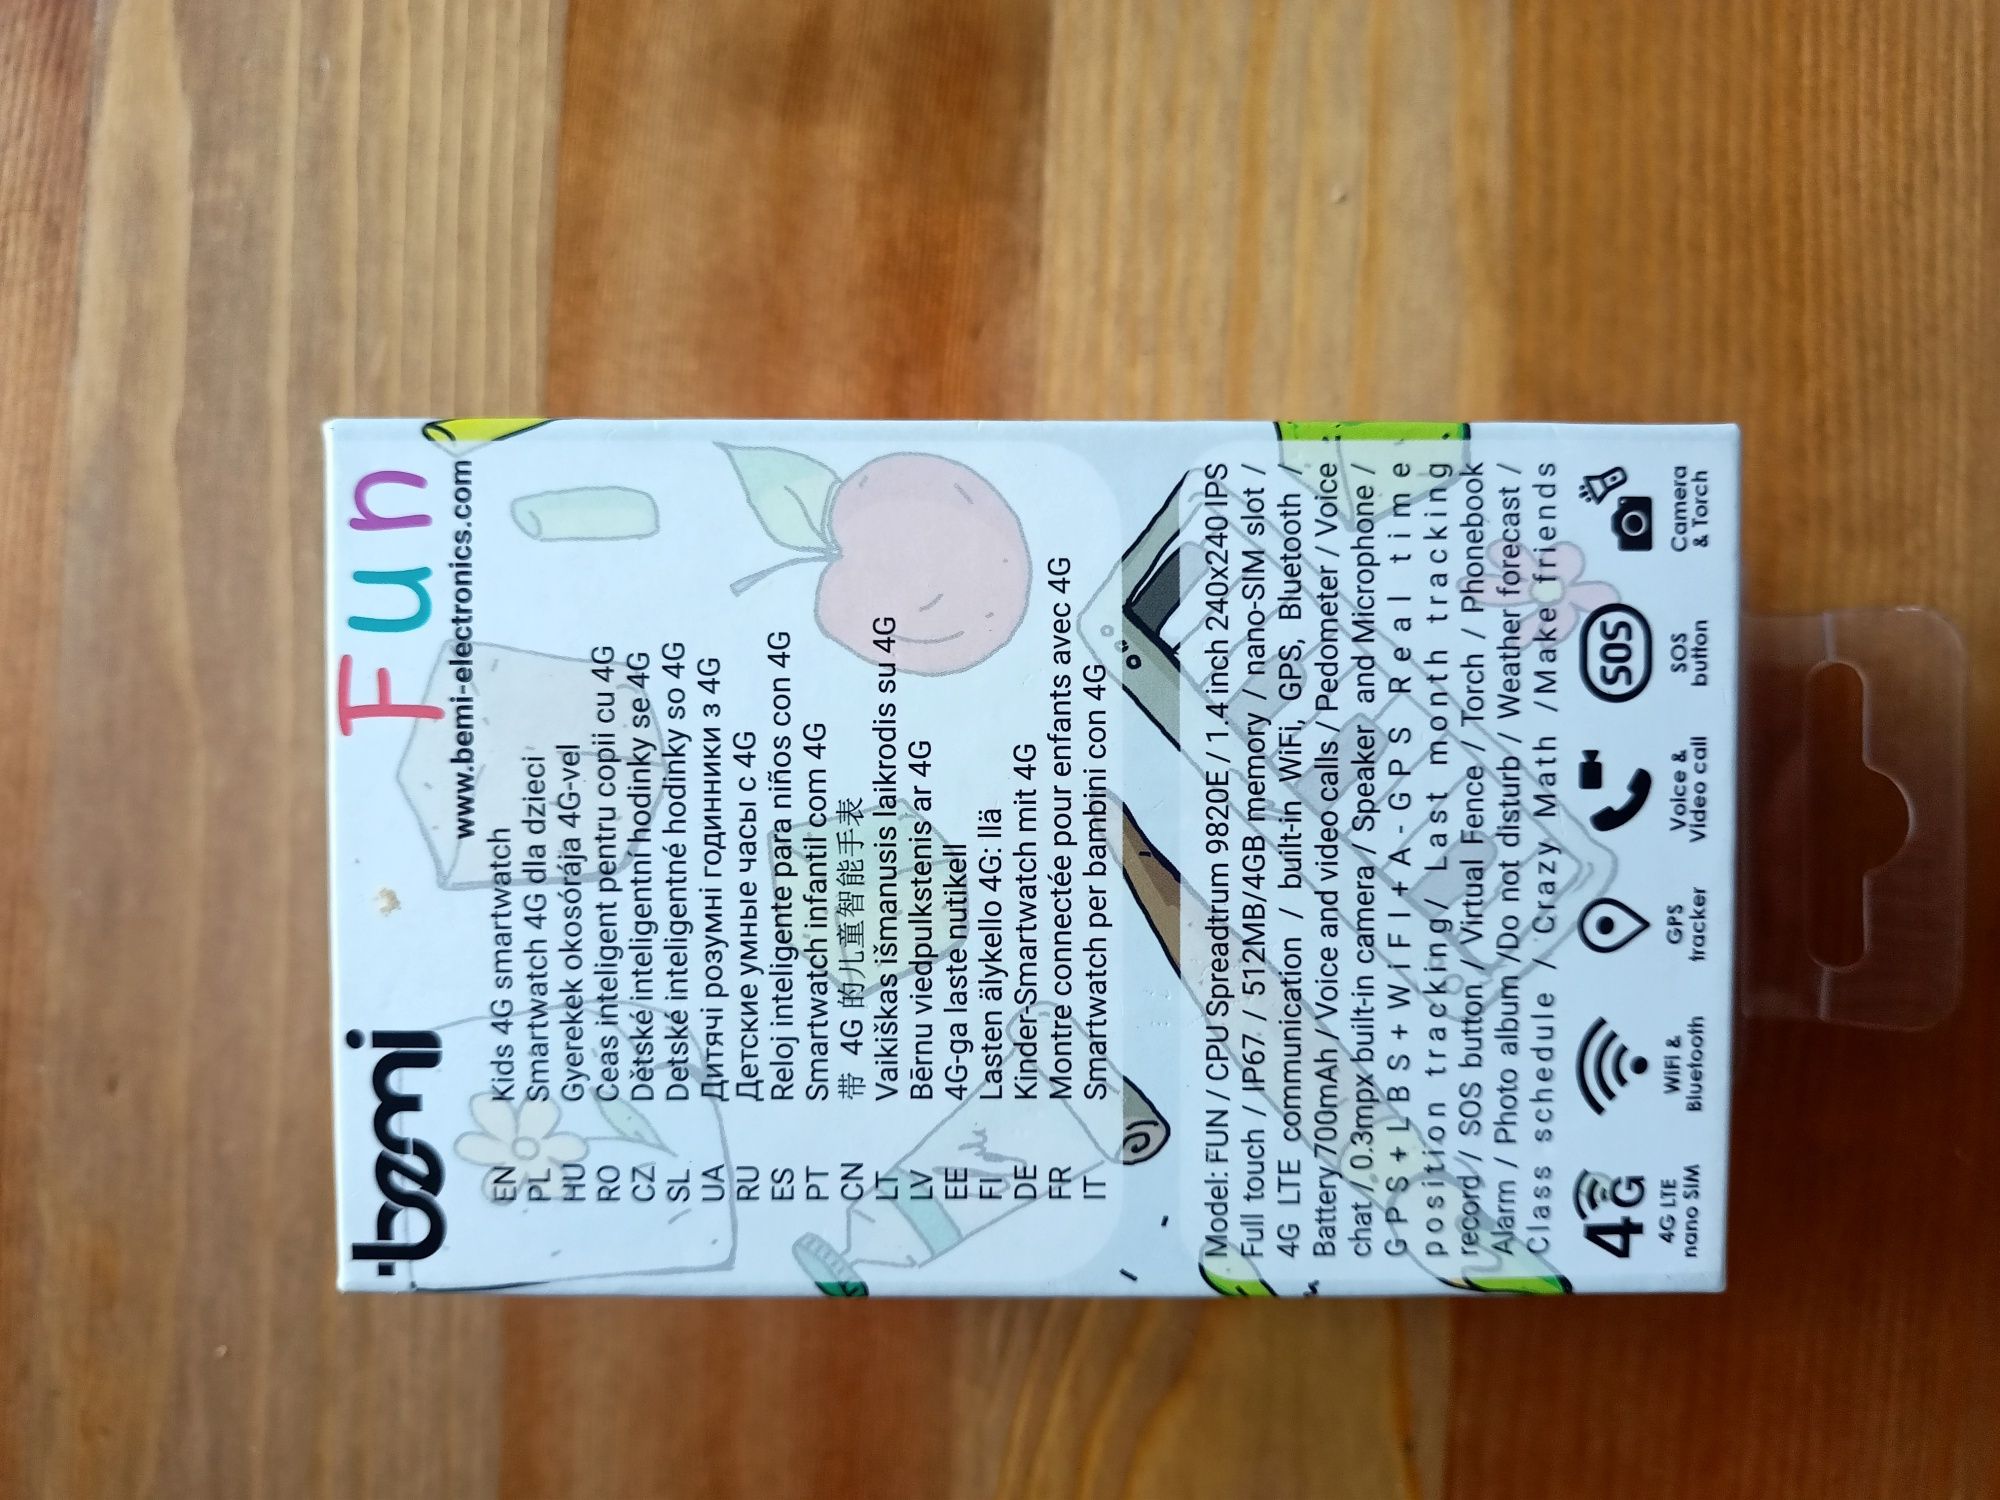 bemi
Fun
www.bemi-electronics.com
EN Kids 4G smartwatch
PL Smartwatch 4G dla dzieci
HU Gyerekek okosórája 4G-vel
RO Ceas inteligent pentru copii cu 4G
CZ Dětské inteligentní hodinky se 4G
SL Detské inteligentné hodinky so 4G
UA Дитячі розумні годинники з 4G
RU Детские умные часы с 4G
ES Reloj inteligente para niños con 4G
PT Smartwatch infantil com 4G
CN 带 4G 的儿童智能手表
LT Vaikiškas išmanusis laikrodis su 4G
LV Bērnu viedpulkstenis ar 4G
EE 4G-ga laste nutikell
FI Lasten älykello 4G: llä
DE Kinder-Smartwatch mit 4G
FR Montre connectée pour enfants avec 4G
IT Smartwatch per bambini con 4G
Model: FUN / CPU Spreadtrum 9820E / 1.4 inch 240x240 IPS
Full touch / IP67 / 512MB/4GB memory / nano-SIM slot /
4G LTE communication / built-in WiFi, GPS, Bluetooth /
Battery 700mAh / Voice and video calls / Pedometer / Voice
chat / 0.3mpx built-in camera / Speaker and Microphone /
GPS+LBS+WiFI+A-GPS Real time
position tracking/ Last month tracking
record / SOS button / Virtual Fence / Torch / Phonebook
Alarm / Photo album /Do not disturb / Weather forecast /
Class schedule / Crazy Math /Make friends
4G
SOS
4G LTE
nano SIM
WiFi &
Bluetooth
GPS
tracker
Voice &
Video call
SOS
button
Camera
& Torch